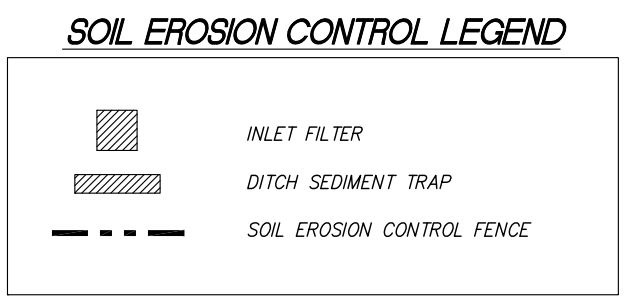 SOIL EROSION CONTROL LEGEND
INLET FILTER
DITCH SEDIMENT TRAP
SOIL EROSION CONTROL FENCE